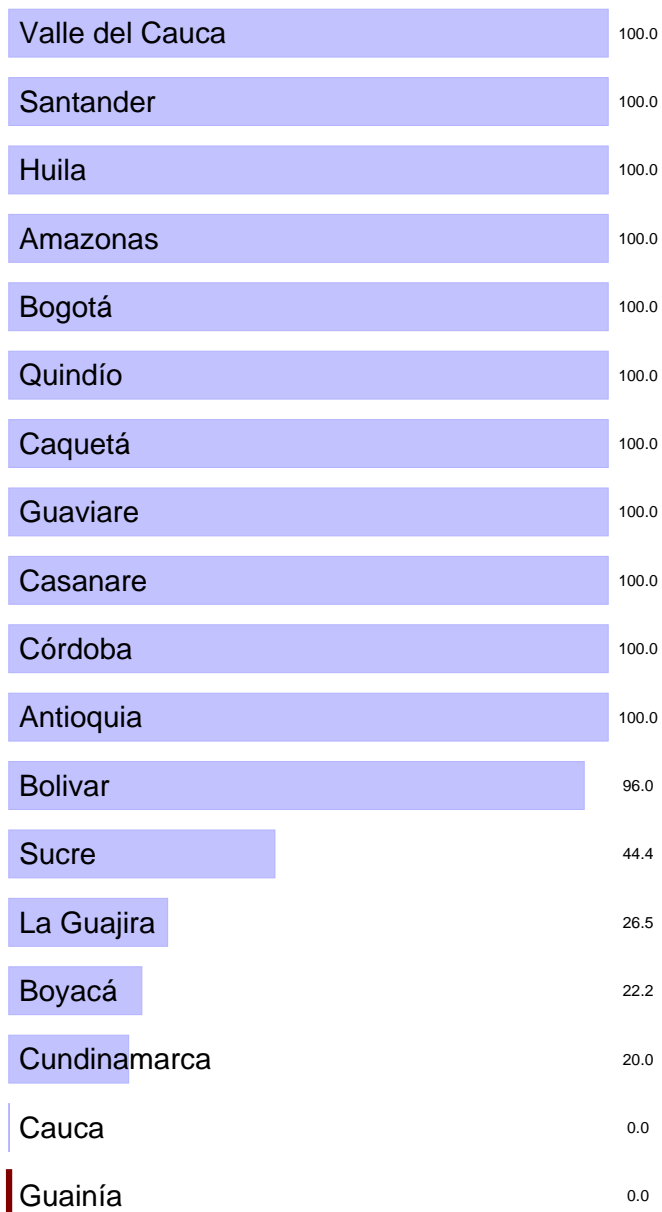 Valle del Cauca 100.0
Santander 100.0
Huila 100.0
Amazonas 100.0
Bogotá 100.0
Quindío 100.0
Caquetá 100.0
Guaviare 100.0
Casanare 100.0
Córdoba 100.0
Antioquia 100.0
Bolivar 96.0
Sucre 44.4
La Guajira 26.5
Boyacá 22.2
Cundinamarca 20.0
Cauca 0.0
Guainía 0.0